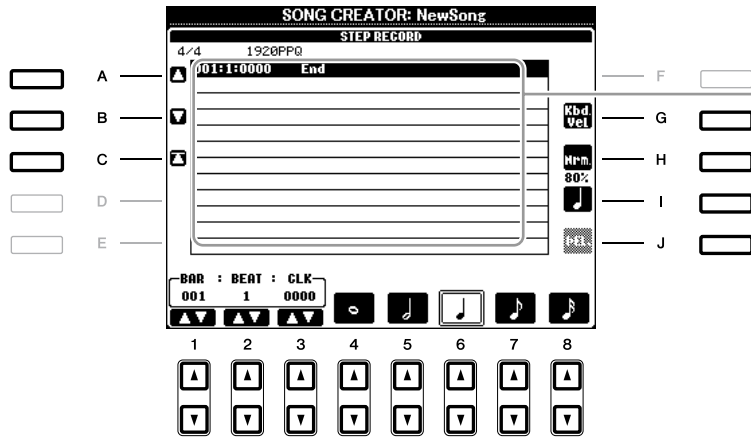 SONG CREATOR: NewSong
STEP RECORD
4/4 1920PPQ
001:1:0000 End
A
B
C
D
E
F
Kbd. Vel G
Nrm. H
80%
I
DEL. J
BAR : BEAT : CLK
001 1 0000
1 2 3 4 5 6 7 8